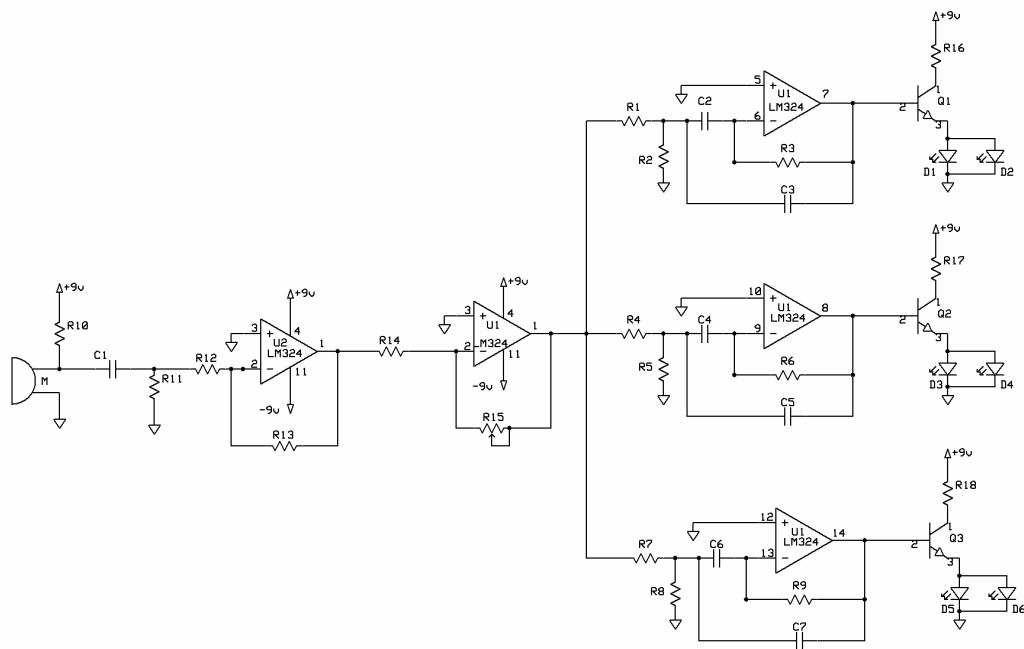 +9v
R16
5
+
U1
7
LM324
1
Q1
2
3
R1
C2
6
-
R2
R3
D1
D2
C3
+9v
R17
10
+
U1
8
LM324
1
Q2
2
3
R4
C4
9
-
R5
R6
D3
D4
C5
+9v
R10
C1
M
R11
R12
+9v
3
+
4
U2
1
LM324
2
-
11
-9v
R13
R14
+9v
3
+
4
U1
1
LM324
2
-
11
-9v
R15
+9v
R18
12
+
U1
14
LM324
1
Q3
2
3
R7
C6
13
-
R8
R9
D5
D6
C7